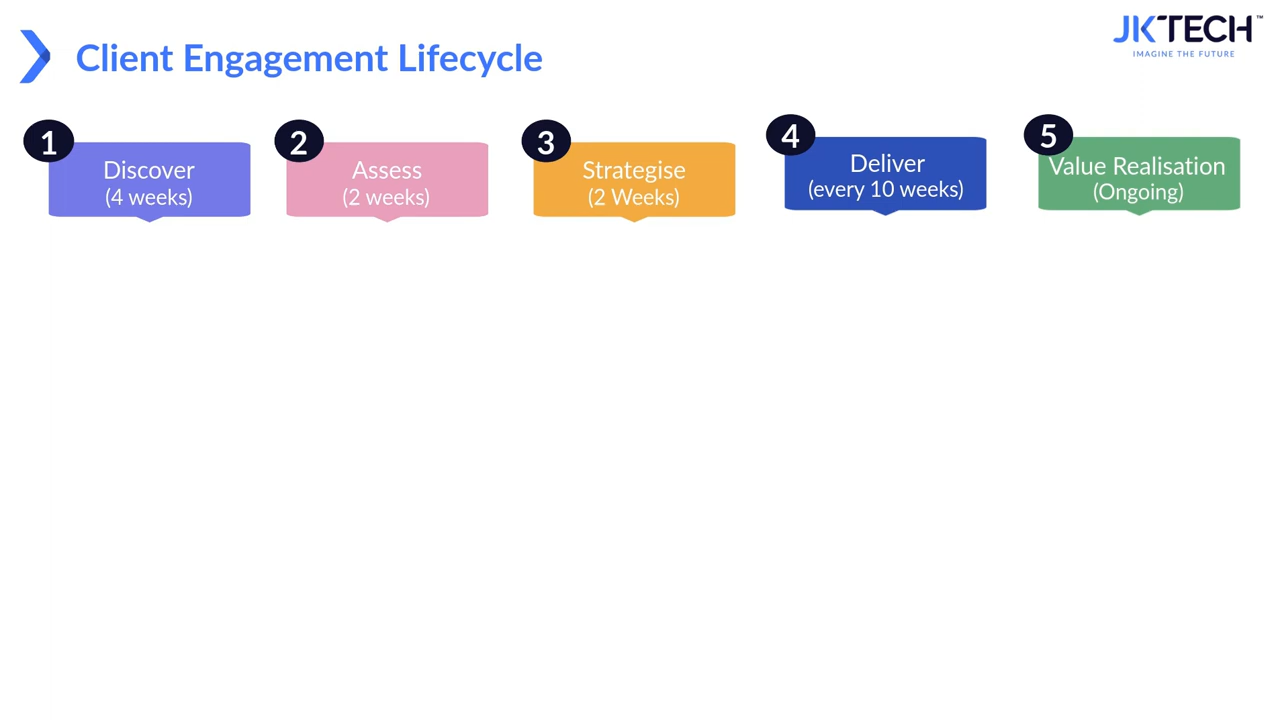 Client Engagement Lifecycle
JKTECH™
IMAGINE THE FUTURE
1
Discover
(4 weeks)
2
Assess
(2 weeks)
3
Strategise
(2 Weeks)
4
Deliver
(every 10 weeks)
5
Value Realisation
(Ongoing)